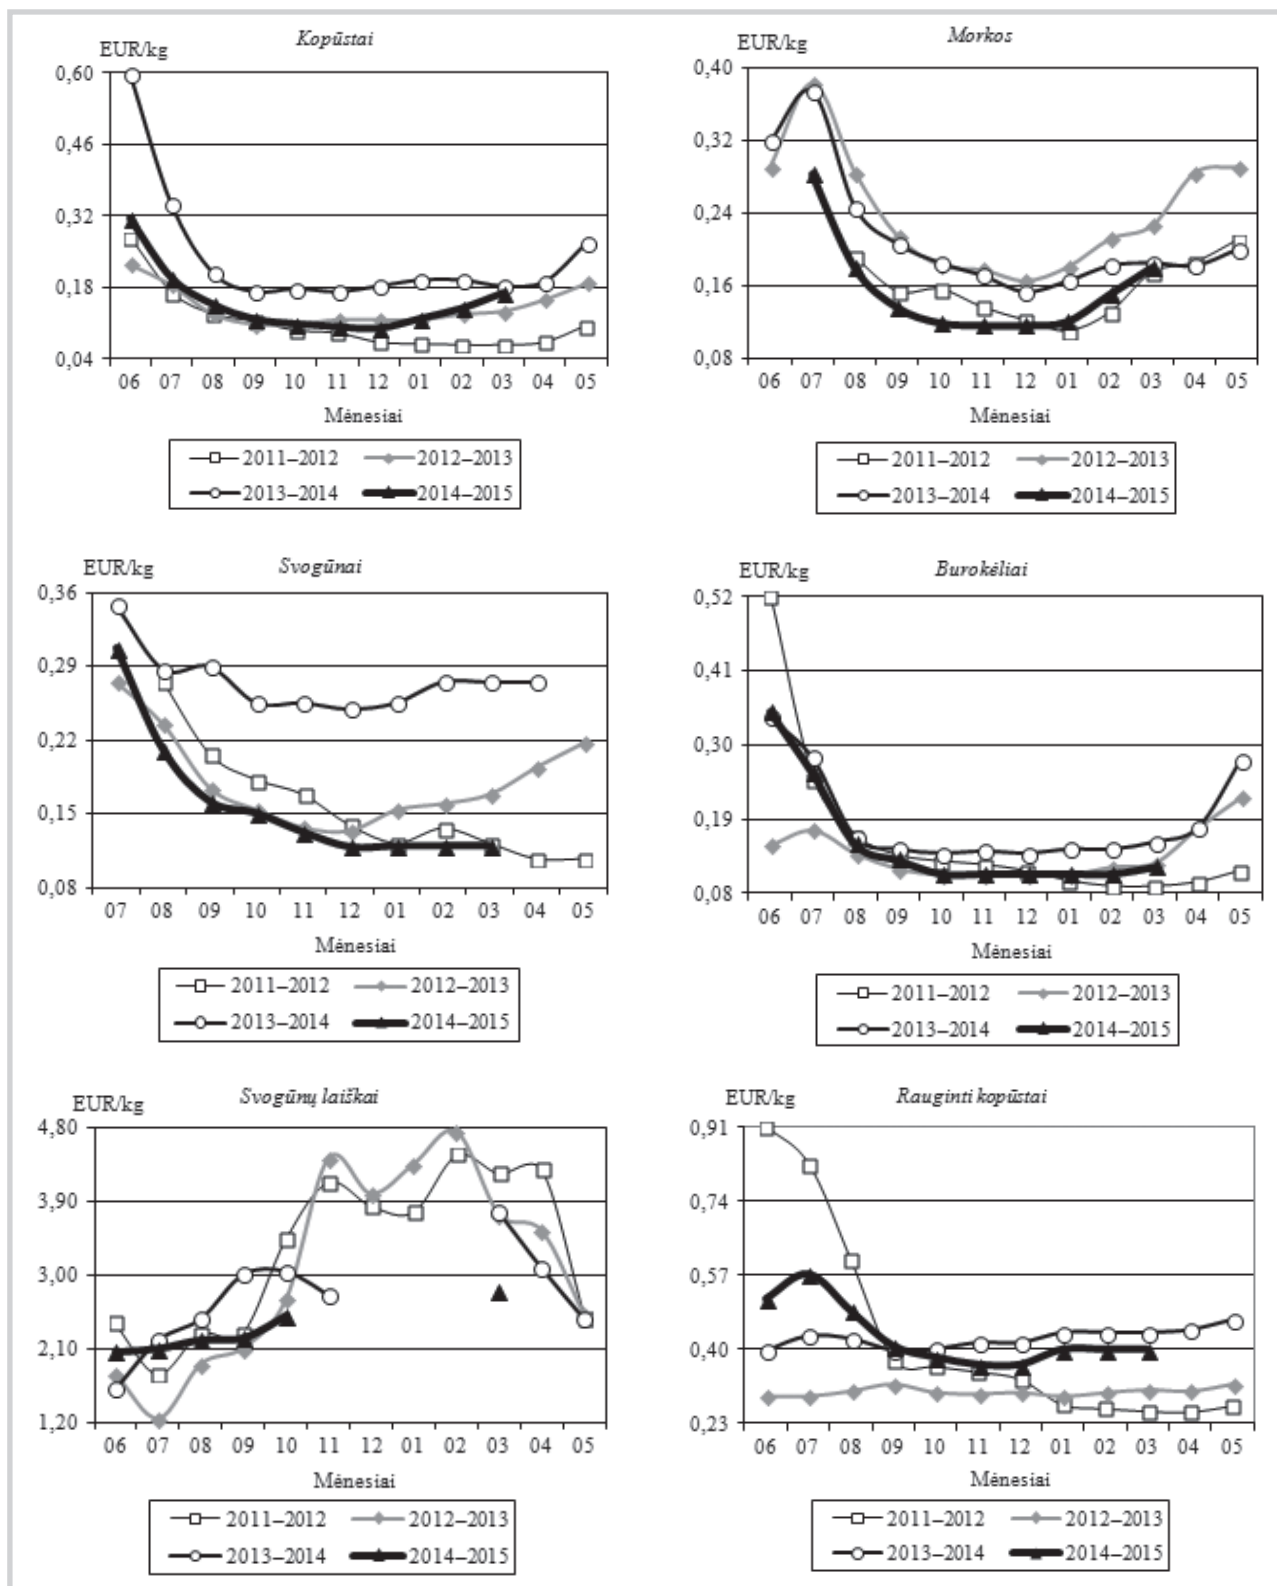 Kopūstai
EUR/kg
0,60
0,46
0,32
0,18
0,04
06 07 08 09 10 11 12 01 02 03 04 05
Mėnesiai
2011–2012 2012–2013
2013–2014 2014–2015
Morkos
EUR/kg
0,40
0,32
0,24
0,16
0,08
06 07 08 09 10 11 12 01 02 03 04 05
Mėnesiai
2011–2012 2012–2013
2013–2014 2014–2015
Svogūnai
EUR/kg
0,36
0,29
0,22
0,15
0,08
07 08 09 10 11 12 01 02 03 04 05
Mėnesiai
2011–2012 2012–2013
2013–2014 2014–2015
Burokėliai
EUR/kg
0,52
0,41
0,30
0,19
0,08
06 07 08 09 10 11 12 01 02 03 04 05
Mėnesiai
2011–2012 2012–2013
2013–2014 2014–2015
Svogūnų laiškai
EUR/kg
4,80
3,90
3,00
2,10
1,20
06 07 08 09 10 11 12 01 02 03 04 05
Mėnesiai
2011–2012 2012–2013
2013–2014 2014–2015
Rauginti kopūstai
EUR/kg
0,91
0,74
0,57
0,40
0,23
06 07 08 09 10 11 12 01 02 03 04 05
Mėnesiai
2011–2012 2012–2013
2013–2014 2014–2015